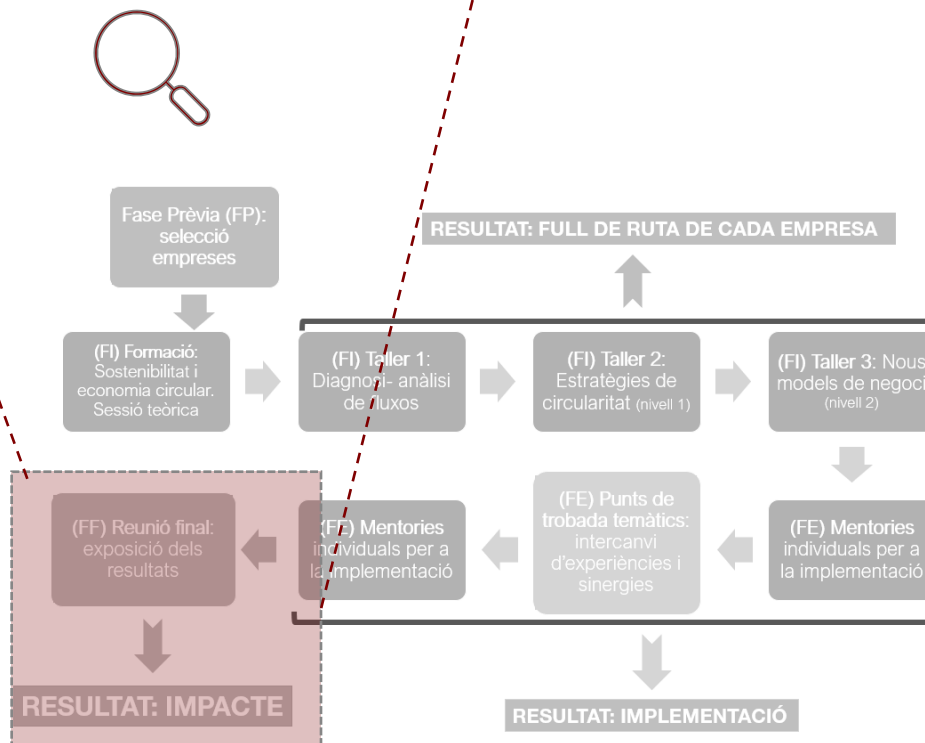 Fase Prèvia (FP):
selecció
empreses
RESULTAT: FULL DE RUTA DE CADA EMPRESA
(FI) Formació:
Sostenibilitat i
economia circular.
Sessió teòrica
(FI) Taller 1:
Diagnosi- anàlisi
de fluxos
(FI) Taller 2:
Estratègies de
circularitat (nivell 1)
(FI) Taller 3: Nous
models de negoci
(nivell 2)
(FF) Reunió final:
exposició dels
resultats
(FE) Mentories
individuals per a
la implementació
(FE) Punts de
trobada temàtics:
intercanvi
d'experiències i
sinergies
(FE) Mentories
individuals per a
la implementació
RESULTAT: IMPACTE
RESULTAT: IMPLEMENTACIÓ